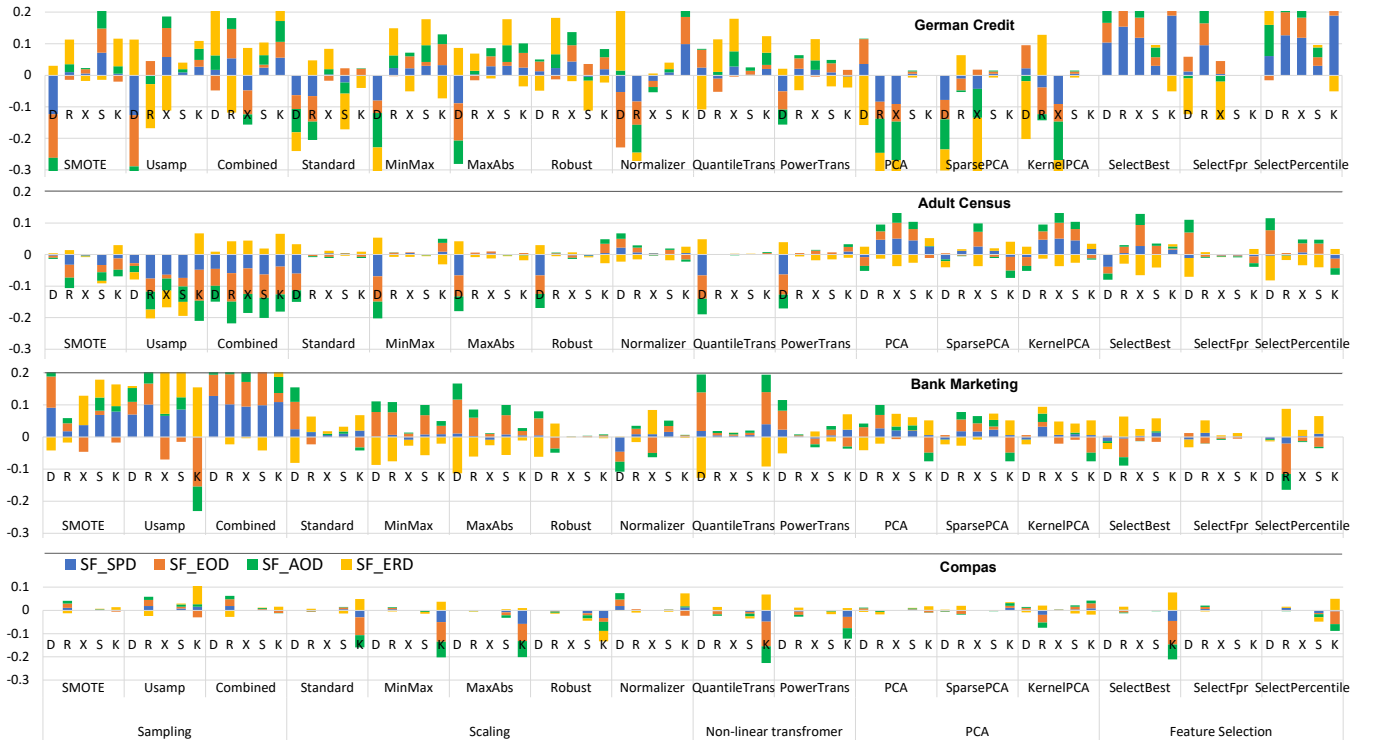 0.2
German Credit
0.1
0
-0.1
D R X S K D R X S K D R X S K D R X S K D R X S K D R X S K D R X S K D R X S K D R X S K D R X S K D R X S K D R X S K D R X S K D R X S K D R X S K D R X S K
-0.2
SMOTE Usamp Combined Standard MinMax MaxAbs Robust Normalizer QuantileTrans PowerTrans PCA SparsePCA KernelPCA SelectBest SelectFpr SelectPercentile
-0.3
0.2
Adult Census
0.1
0
-0.1
D R X S K D R X S K D R X S K D R X S K D R X S K D R X S K D R X S K D R X S K D R X S K D R X S K D R X S K D R X S K D R X S K D R X S K D R X S K D R X S K
-0.2
-0.3
SMOTE Usamp Combined Standard MinMax MaxAbs Robust Normalizer QuantileTrans PowerTrans PCA SparsePCA KernelPCA SelectBest SelectFpr SelectPercentile
0.2
Bank Marketing
0.1
0
-0.1
D R X S K D R X S K D R X S K D R X S K D R X S K D R X S K D R X S K D R X S K D R X S K D R X S K D R X S K D R X S K D R X S K D R X S K D R X S K D R X S K
-0.2
SMOTE Usamp Combined Standard MinMax MaxAbs Robust Normalizer QuantileTrans PowerTrans PCA SparsePCA KernelPCA SelectBest SelectFpr SelectPercentile
-0.3
SF_SPD SF_EOD SF_AOD SF_ERD
Compas
0.1
0
-0.1
D R X S K D R X S K D R X S K D R X S K D R X S K D R X S K D R X S K D R X S K D R X S K D R X S K D R X S K D R X S K D R X S K D R X S K D R X S K D R X S K
-0.2
-0.3
SMOTE Usamp Combined Standard MinMax MaxAbs Robust Normalizer QuantileTrans PowerTrans PCA SparsePCA KernelPCA SelectBest SelectFpr SelectPercentile
Sampling Scaling Non-linear transfromer PCA Feature Selection